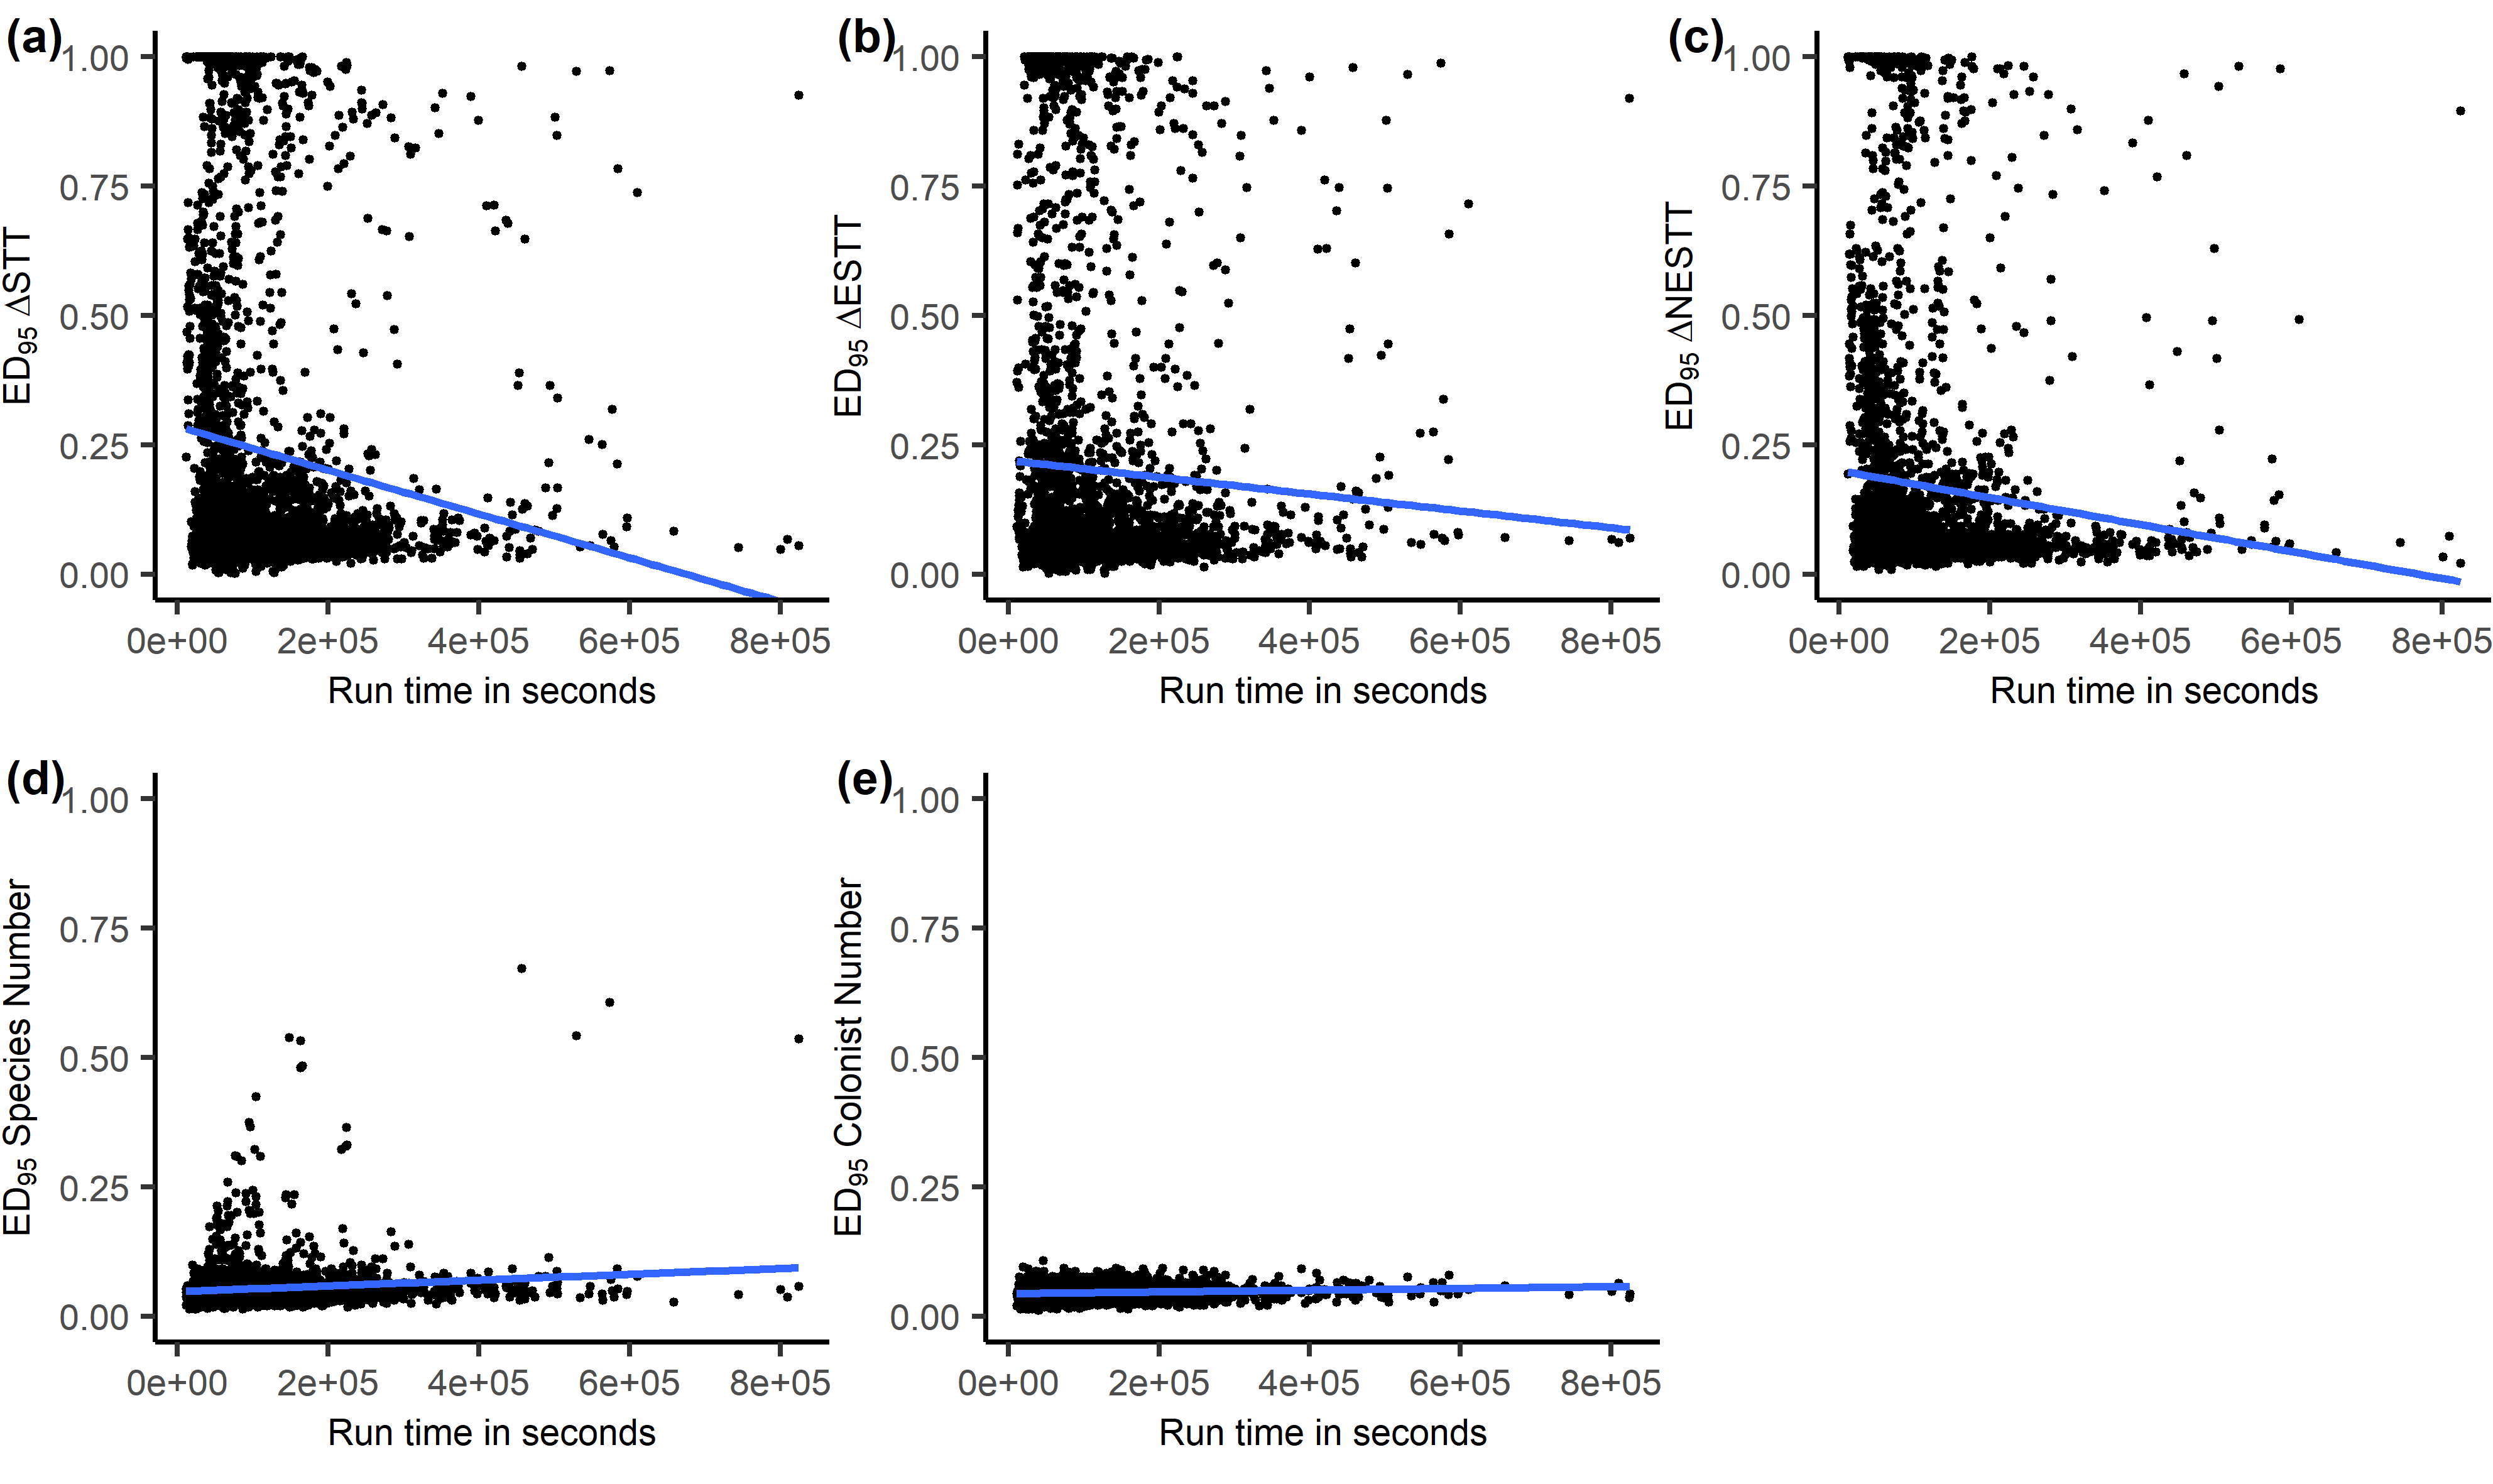 (a)
1.00
0.75
0.50
0.25
0.00
ED95 ΔSTT
0e+00 2e+05 4e+05 6e+05 8e+05
Run time in seconds
(b)
1.00
0.75
0.50
0.25
0.00
ED95 ΔESTT
0e+00 2e+05 4e+05 6e+05 8e+05
Run time in seconds
(c)
1.00
0.75
0.50
0.25
0.00
ED95 ΔNESTT
0e+00 2e+05 4e+05 6e+05 8e+05
Run time in seconds
(d)
1.00
0.75
0.50
0.25
0.00
ED95 Species Number
0e+00 2e+05 4e+05 6e+05 8e+05
Run time in seconds
(e)
1.00
0.75
0.50
0.25
0.00
ED95 Colonist Number
0e+00 2e+05 4e+05 6e+05 8e+05
Run time in seconds